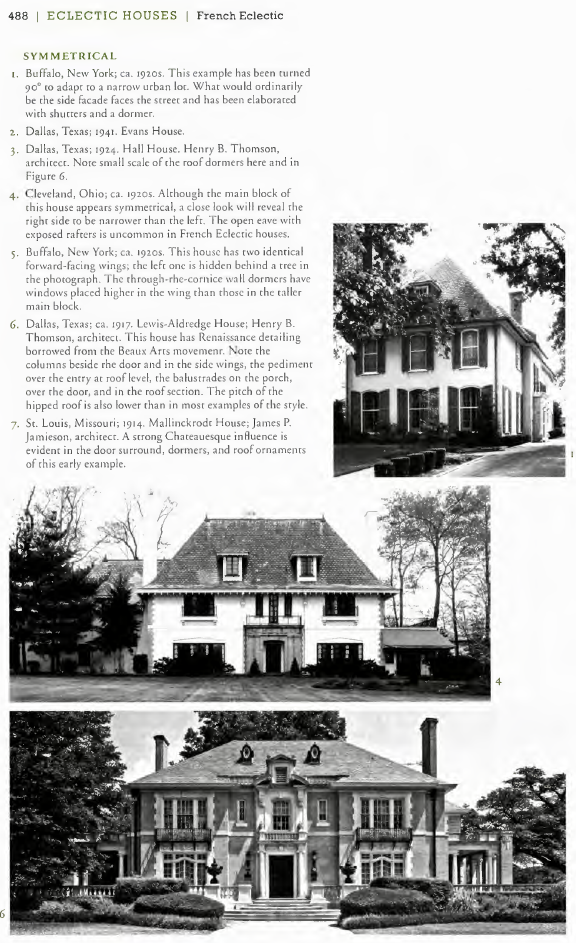 488 | ECLECTIC HOUSES | French Eclectic
SYMMETRICAL
1. Buffalo, New York; ca. 1920s. This example has been turned
90° to adapt to a narrow urban lot. What would ordinarily
be the side facade faces the street and has been elaborated
with shutters and a dormer.
2. Dallas, Texas; 1941. Evans House.
3. Dallas, Texas; 1924. Hall House. Henry B. Thomson,
architect. Note small scale of the roof dormers here and in
Figure 6.
4. Cleveland, Ohio; ca. 1920s. Although the main block of
this house appears symmetrical, a close look will reveal the
right side to be narrower than the left. The open eave with
exposed rafters is uncommon in French Eclectic houses.
5. Buffalo, New York; ca. 1920s. This house has two identical
forward-facing wings; the left one is hidden behind a tree in
the photograph. The through-the-cornice wall dormers have
windows placed higher in the wing than those in the taller
main block.
6. Dallas, Texas; ca. 1917. Lewis-Aldredge House; Henry B.
Thomson, architect. This house has Renaissance detailing
borrowed from the Beaux Arts movement. Note the
columns beside the door and in the side wings, the pediment
over the entry at roof level, the balustrades on the porch,
over the door, and in the roof section. The pitch of the
hipped roof is also lower than in most examples of the style.
7. St. Louis, Missouri; 1914. Mallinckrodt House; James P.
Jamieson, architect. A strong Chateauesque influence is
evident in the door surround, dormers, and roof ornaments
of this early example.
1
4
6